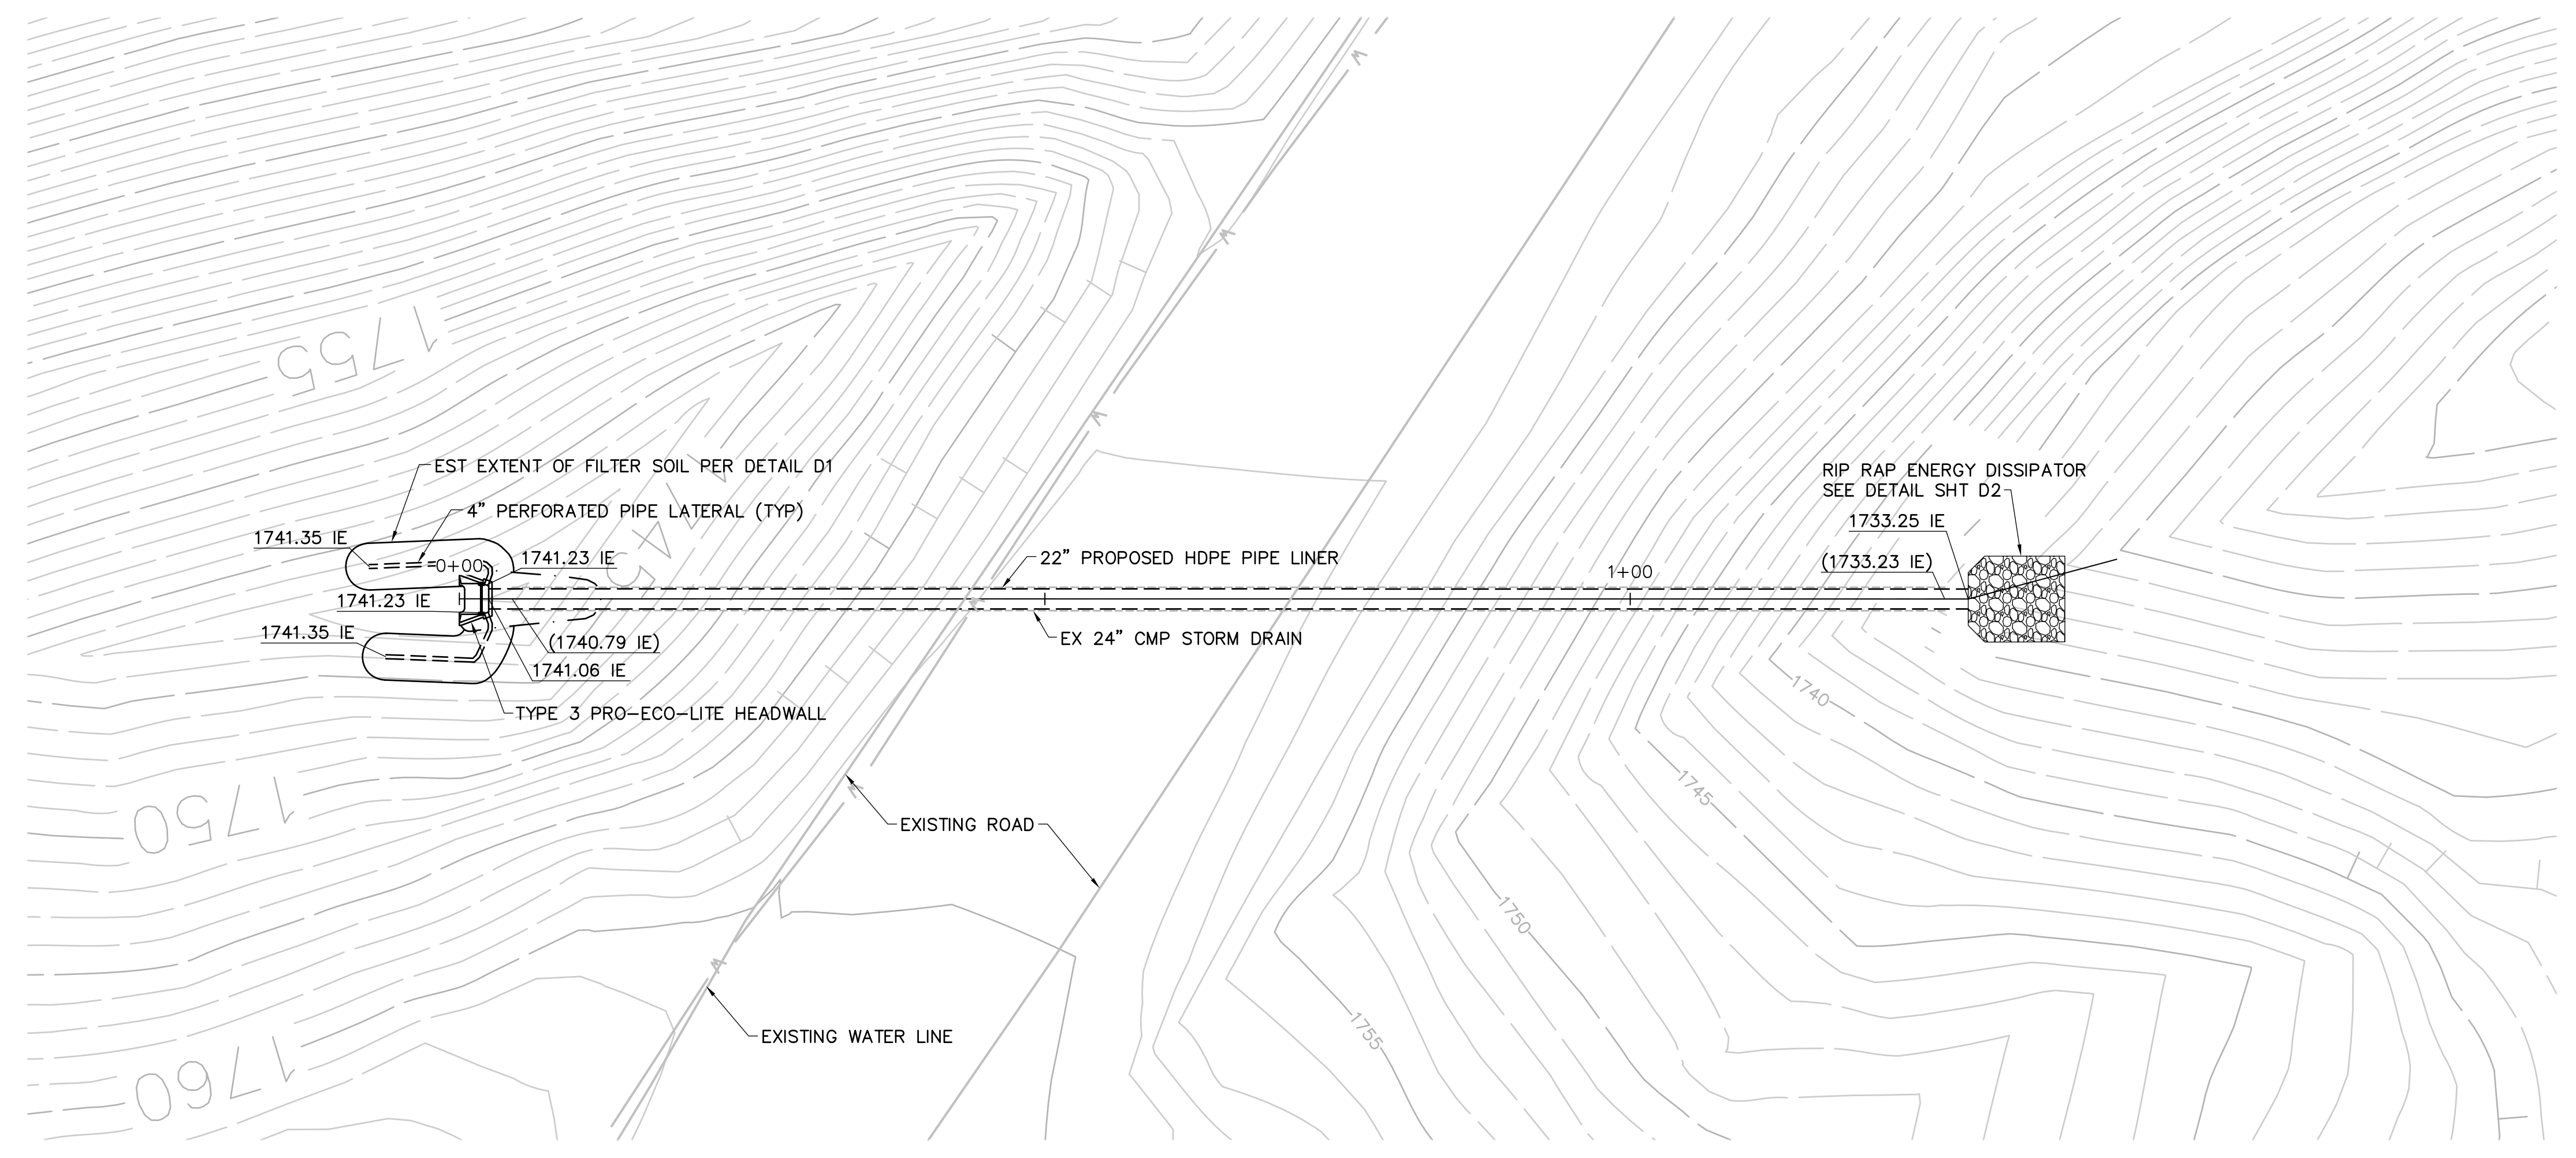 W
W
1755
W
EST EXTENT OF FILTER SOIL PER DETAIL D1
RIP RAP ENERGY DISSIPATOR
SEE DETAIL SHT D2
1745
4” PERFORATED PIPE LATERAL (TYP)
1733.25 IE
1741.35 IE
1741.23 IE
22” PROPOSED HDPE PIPE LINER
(1733.23 IE)
0+00
1+00
1741.23 IE
W
1741.35 IE
(1740.79 IE)
EX 24” CMP STORM DRAIN
1741.06 IE
1740
TYPE 3 PRO-ECO-LITE HEADWALL
1745
W
1750
EXISTING ROAD
1750
W
1755
EXISTING WATER LINE
1760